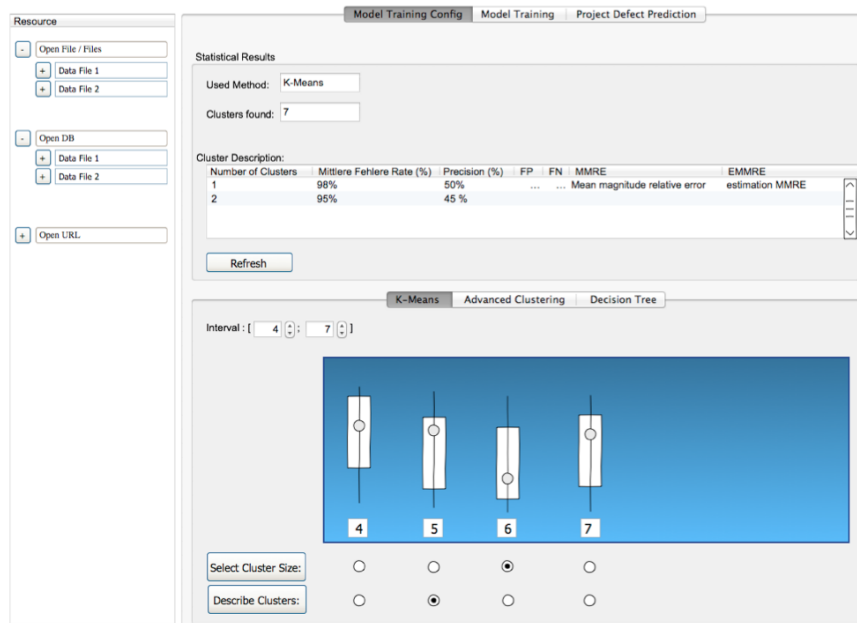 Resource
- Open File / Files
+ Data File 1
+ Data File 2
- Open DB
+ Data File 1
+ Data File 2
+ Open URL
Model Training Config Model Training Project Defect Prediction
Statistical Results
Used Method: K-Means
Clusters found: 7
Cluster Description:
Number of Clusters Mittlere Fehlere Rate (%) Precision (%) FP FN MMRE EMMRE
1 98% 50% ... ... Mean magnitude relative error estimation MMRE
2 95% 45 %
Refresh
K-Means Advanced Clustering Decision Tree
Interval : [ 4 ; 7 ]
4 5 6 7
Select Cluster Size:
Describe Clusters: